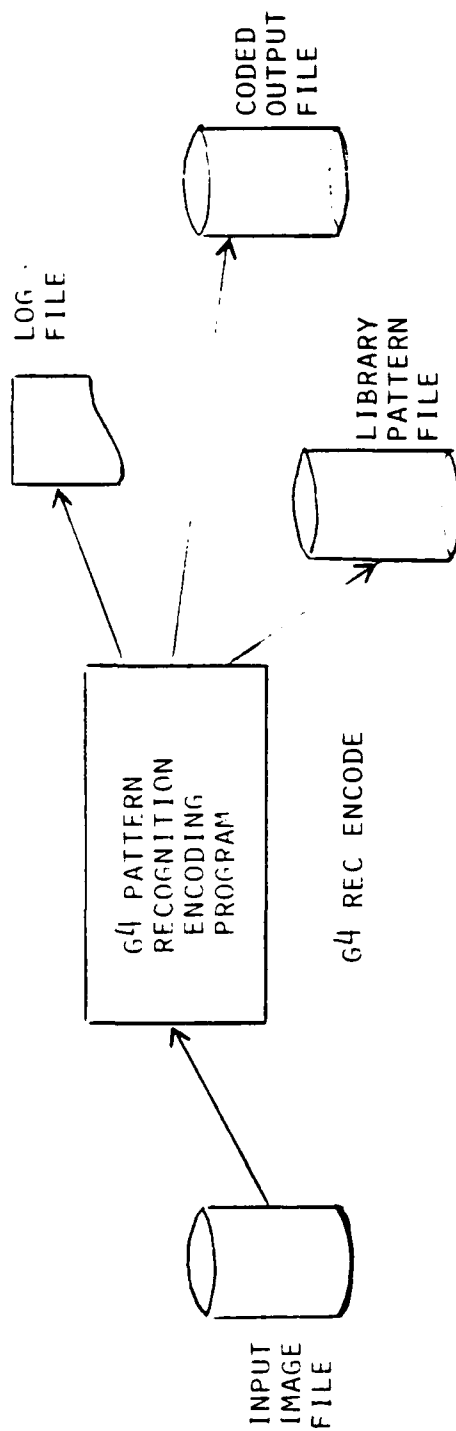 INPUT
IMAGE
FILE
G4 PATTERN
RECOGNITION
ENCODING
PROGRAM
G4 REC ENCODE
LOG
FILE
LIBRARY
PATTERN
FILE
CODED
OUTPUT
FILE